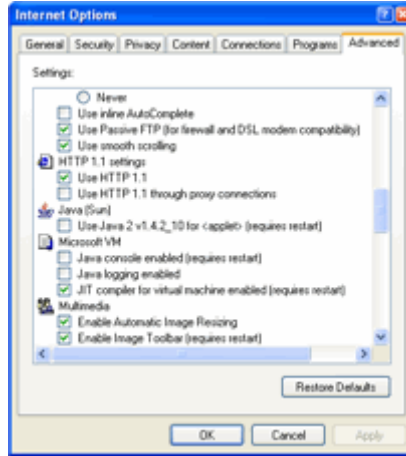 Internet Options
General Security Privacy Content Connections Programs Advanced
Settings:
Never
Use inline AutoComplete
Use Passive FTP (for firewall and DSL modem compatibility)
Use smooth scrolling
HTTP 1.1 settings
Use HTTP 1.1
Use HTTP 1.1 through proxy connections
Java (Sun)
Use Java 2 v1.4.2_10 for <applet> (requires restart)
Microsoft VM
Java console enabled (requires restart)
Java logging enabled
JIT compiler for virtual machine enabled (requires restart)
Multimedia
Enable Automatic Image Resizing
Enable Image Toolbar (requires restart)
Restore Defaults
OK Cancel Apply